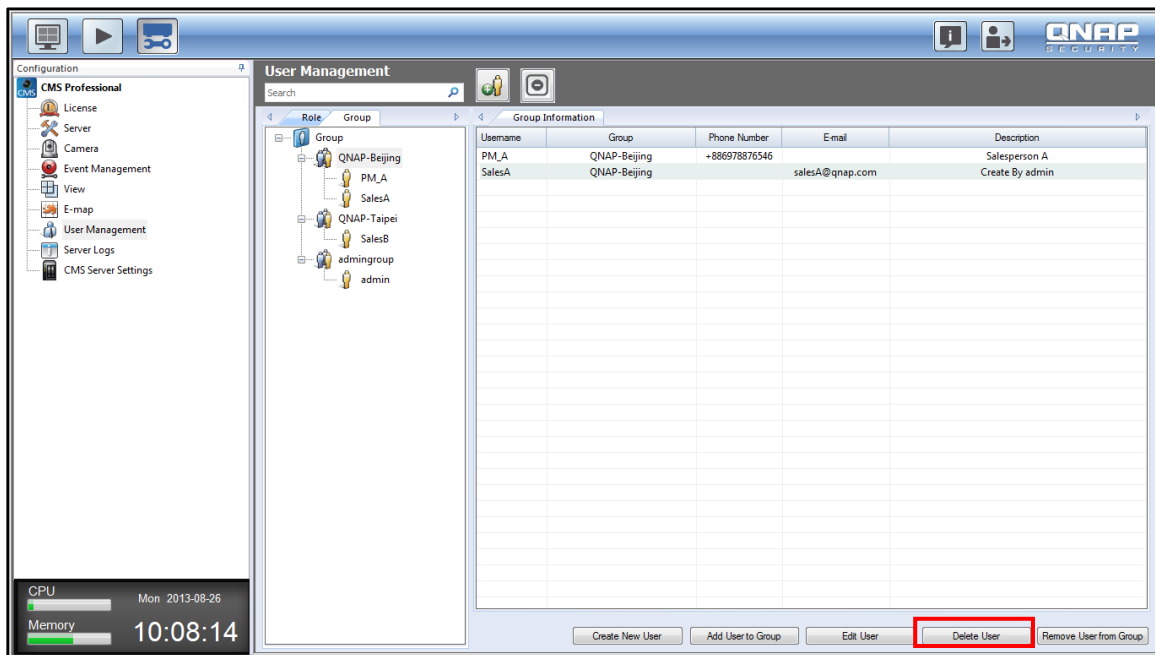 QNAP
SECURITY
Configuration
CMS Professional
CMS
License
Server
Camera
Event Management
View
E-map
User Management
Server Logs
CMS Server Settings
CPU
Mon 2013-08-26
Memory
10:08:14
User Management
Search
Role Group
Group
QNAP-Beijing
PM_A
SalesA
QNAP-Taipei
SalesB
admingroup
admin
Group Information
Username Group Phone Number E-mail Description
PM_A QNAP-Beijing +886978876546 Salesperson A
SalesA QNAP-Beijing salesA@qnap.com Create By admin
Create New User Add User to Group Edit User Delete User Remove User from Group